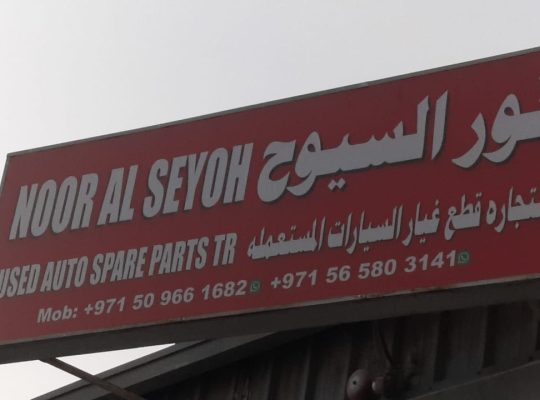 NOOR AL SEYOH نور السيوح
USED AUTO SPARE PARTS TR لتجاره قطع غيار السيارات المستعمله
Mob: +971 50 966 1682 +971 56 580 3141